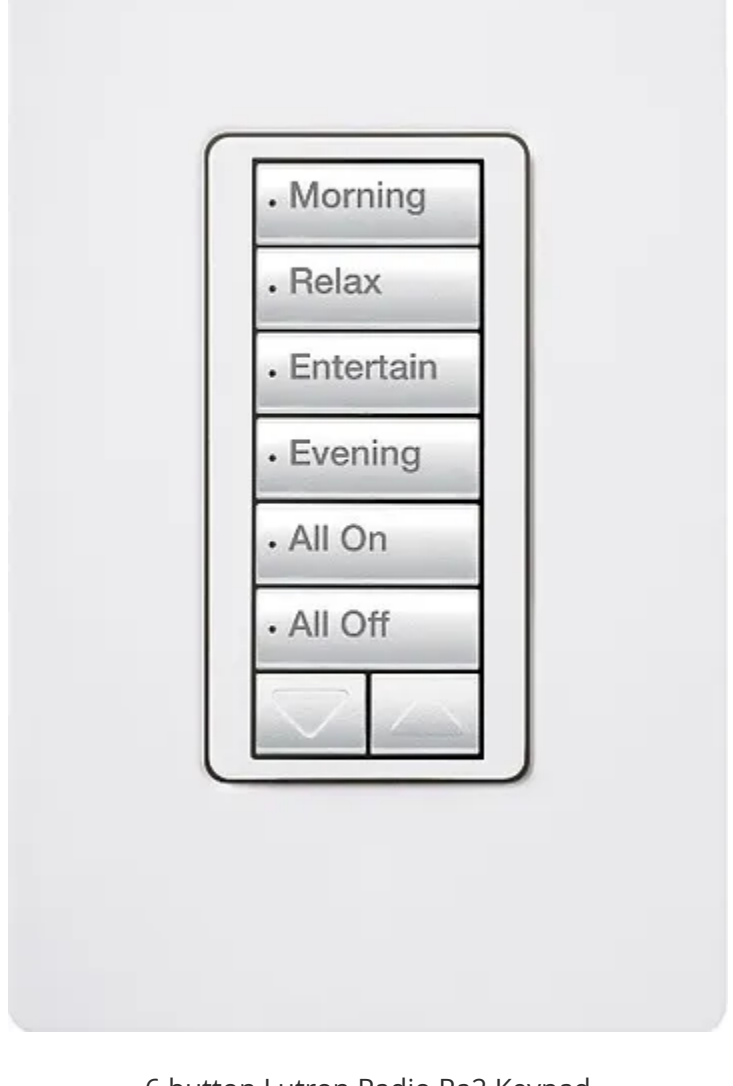 Morning
Relax
Entertain
Evening
All On
All Off
6 button Lutron Radio Ra2 Keypad